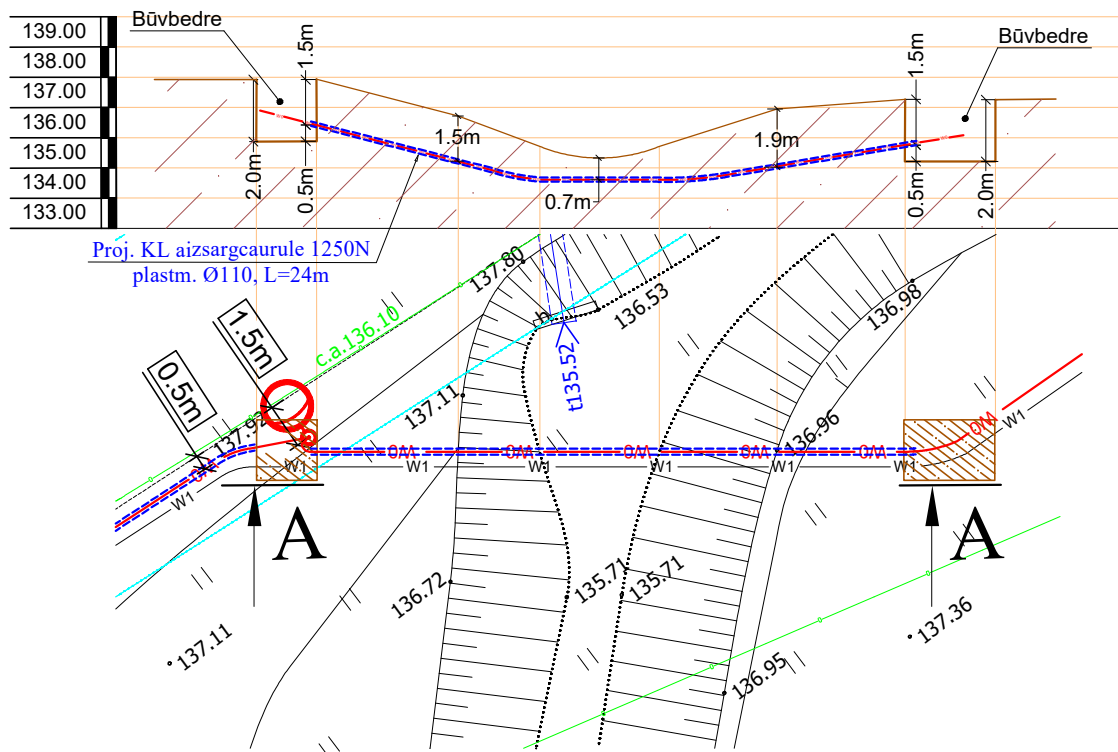 139.00
138.00
137.00
136.00
135.00
134.00
133.00
Būvbedre
1.5m
2.0m
0.5m
1.5m
0.7m
1.9m
1.5m
Būvbedre
0.5m
2.0m
Proj. KL aizsargcaurule 1250N
plastm. Ø110, L=24m
137.80
136.53
136.98
c.a.136.10
h
t135.52
1.5m
0.5m
137.92
137.11
136.96
W1
W1
W1
W1
W1
W1
W1
W1
A
A
136.72
135.71
135.71
137.11
137.36
136.95